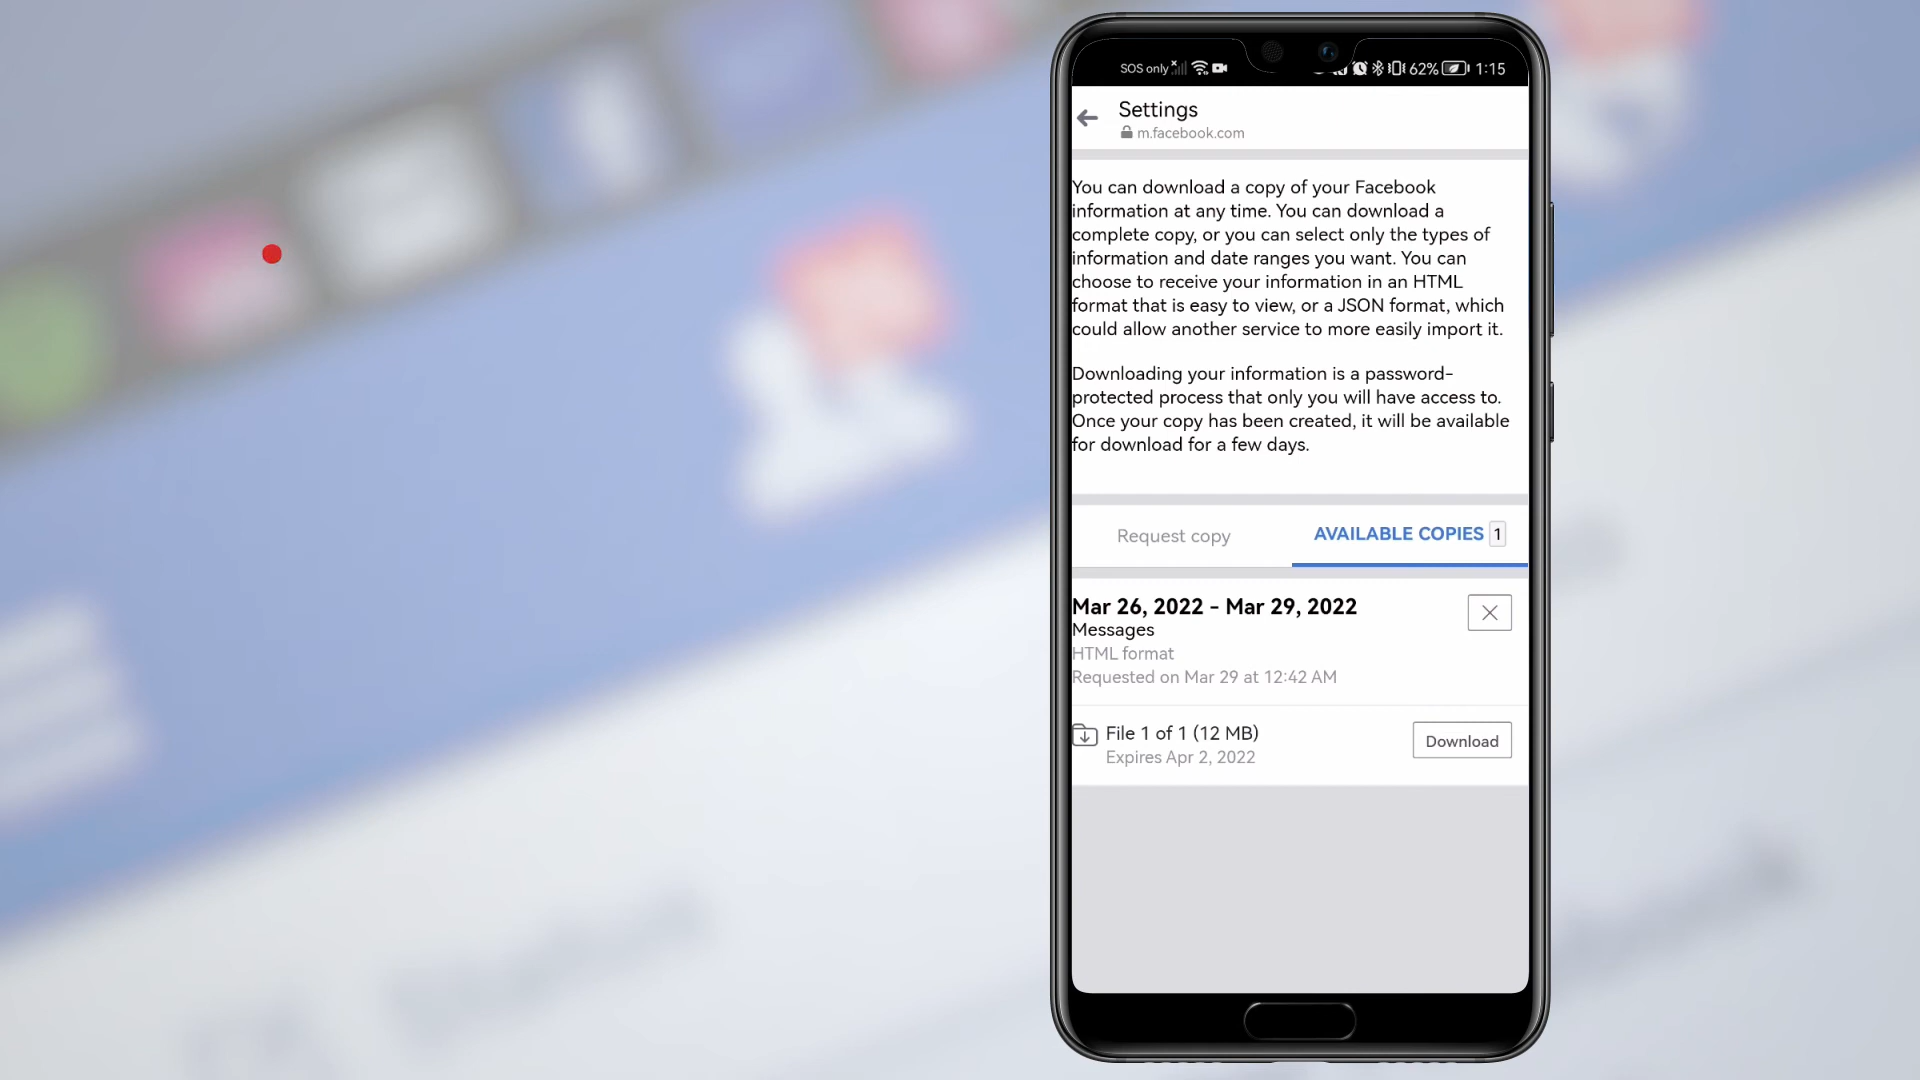 SOS only 62% 1:15
Settings
m.facebook.com
You can download a copy of your Facebook
information at any time. You can download a
complete copy, or you can select only the types of
information and date ranges you want. You can
choose to receive your information in an HTML
format that is easy to view, or a JSON format, which
could allow another service to more easily import it.
Downloading your information is a password-
protected process that only you will have access to.
Once your copy has been created, it will be available
for download for a few days.
Request copy AVAILABLE COPIES 1
Mar 26, 2022 - Mar 29, 2022
Messages
HTML format
Requested on Mar 29 at 12:42 AM
File 1 of 1 (12 MB)
Expires Apr 2, 2022
Download